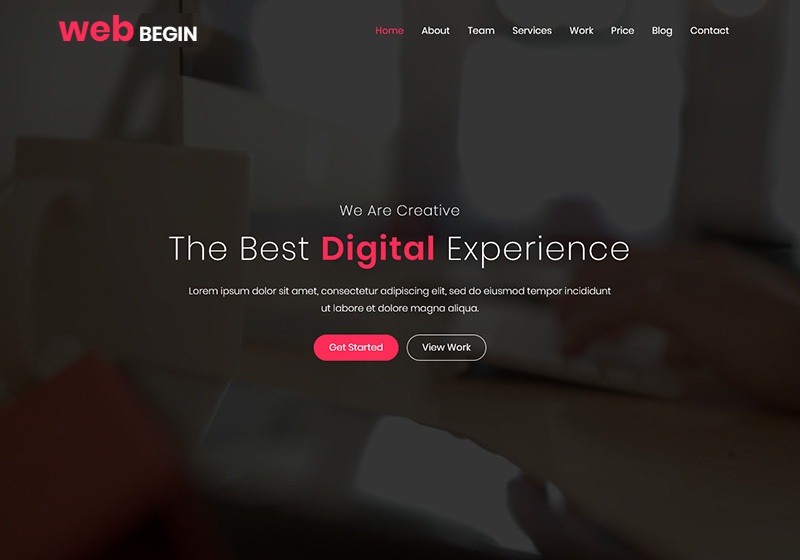 web BEGIN
Home About Team Services Work Price Blog Contact
We Are Creative
The Best Digital Experience
Lorem ipsum dolor sit amet, consectetur adipiscing elit, sed do eiusmod tempor incididunt
ut labore et dolore magna aliqua.
Get Started View Work